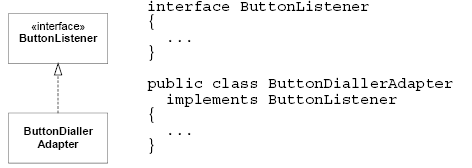 «interface»
ButtonListener
ButtonDialler
Adapter
interface ButtonListener
{
...
}
public class ButtonDiallerAdapter
implements ButtonListener
{
...
}